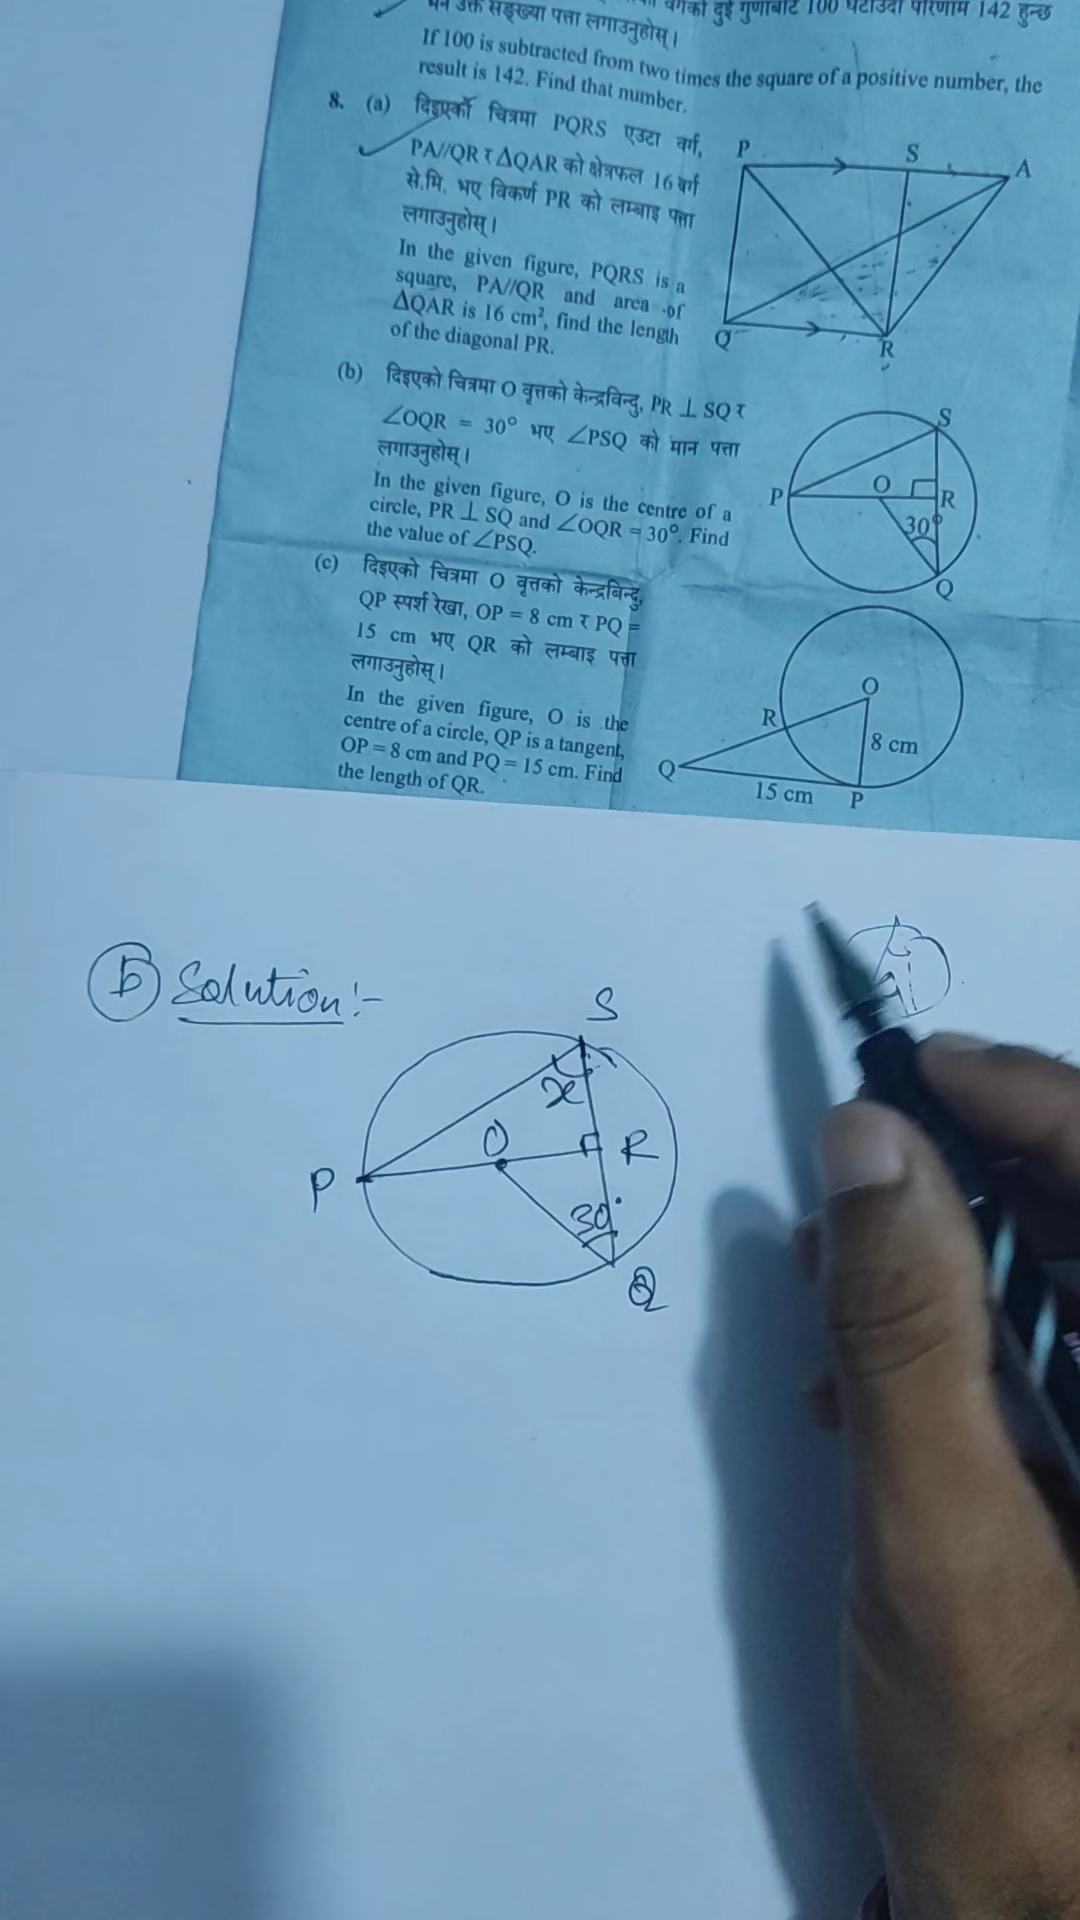 दुई गुणाबाट 100 घटाउँदा परिणाम 142 हुन्छ
भने उक्त सङ्ख्या पत्ता लगाउनुहोस्।
If 100 is subtracted from two times the square of a positive number, the
result is 142. Find that number.
8. (a) दिइएको चित्रमा PQRS एउटा वर्ग,
PA//QR र ΔQAR को क्षेत्रफल 16 वर्ग
से.मि. भए विकर्ण PR को लम्बाइ पत्ता
लगाउनुहोस्।
In the given figure, PQRS is a
square, PA//QR and area of
ΔQAR is 16 cm², find the length
of the diagonal PR.
P S A
Q R
(b) दिइएको चित्रमा O वृत्तको केन्द्रविन्दु, PR ⊥ SQ र
∠OQR = 30° भए ∠PSQ को मान पत्ता
लगाउनुहोस्।
In the given figure, O is the centre of a
circle, PR ⊥ SQ and ∠OQR = 30°. Find
the value of ∠PSQ.
S
P O R
30°
Q
(c) दिइएको चित्रमा O वृत्तको केन्द्रविन्दु,
QP स्पर्श रेखा, OP = 8 cm र PQ =
15 cm भए QR को लम्बाइ पत्ता
लगाउनुहोस्।
In the given figure, O is the
centre of a circle, QP is a tangent,
OP = 8 cm and PQ = 15 cm. Find
the length of QR.
O
R
8 cm
Q
15 cm P
(b) Solution:-
S
x
O R
P
30°
Q